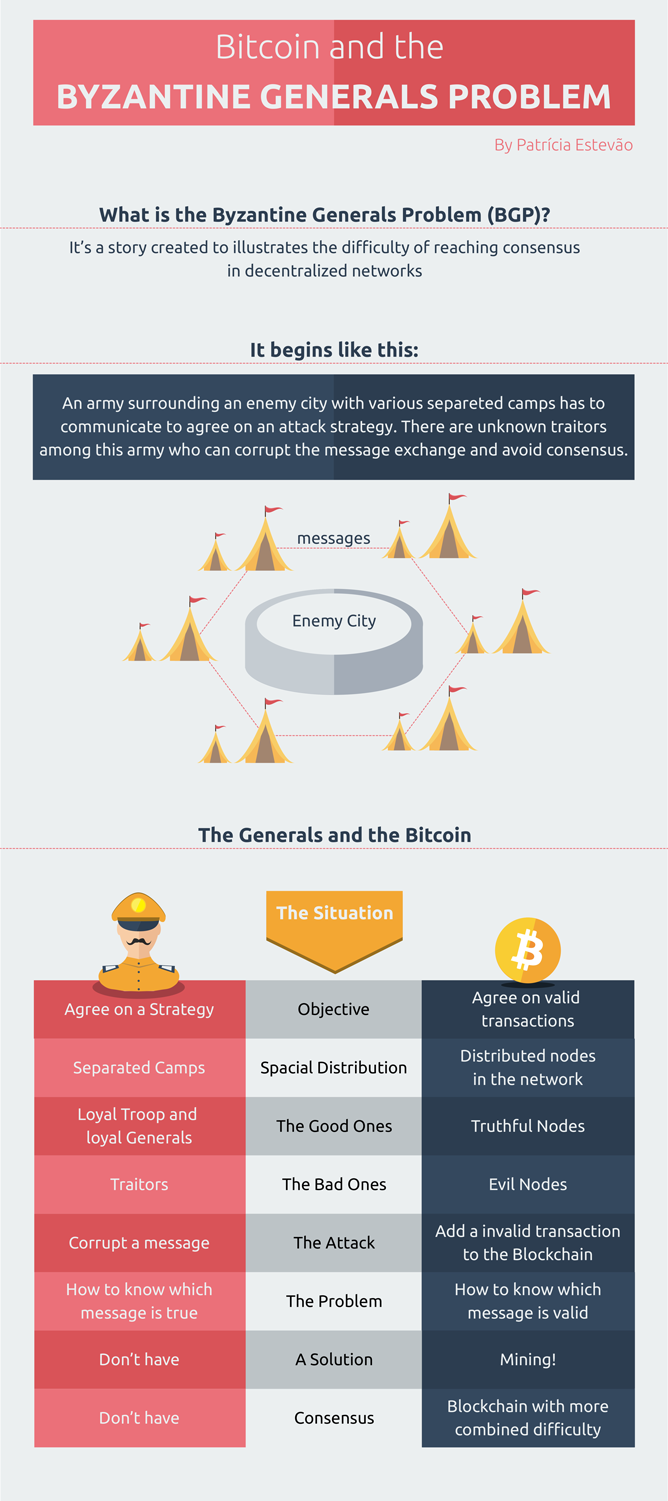 Bitcoin and the
BYZANTINE GENERALS PROBLEM
By Patrícia Estevão
What is the Byzantine Generals Problem (BGP)?
It's a story created to illustrates the difficulty of reaching consensus
in decentralized networks
It begins like this:
An army surrounding an enemy city with various separeted camps has to
communicate to agree on an attack strategy. There are unknown traitors
among this army who can corrupt the message exchange and avoid consensus.
messages
Enemy City
The Generals and the Bitcoin
The Situation
Agree on a Strategy
Objective
Agree on valid
transactions
Separated Camps
Spacial Distribution
Distributed nodes
in the network
Loyal Troop and
loyal Generals
The Good Ones
Truthful Nodes
Traitors
The Bad Ones
Evil Nodes
Corrupt a message
The Attack
Add a invalid transaction
to the Blockchain
How to know which
message is true
The Problem
How to know which
message is valid
Don't have
A Solution
Mining!
Don't have
Consensus
Blockchain with more
combined difficulty